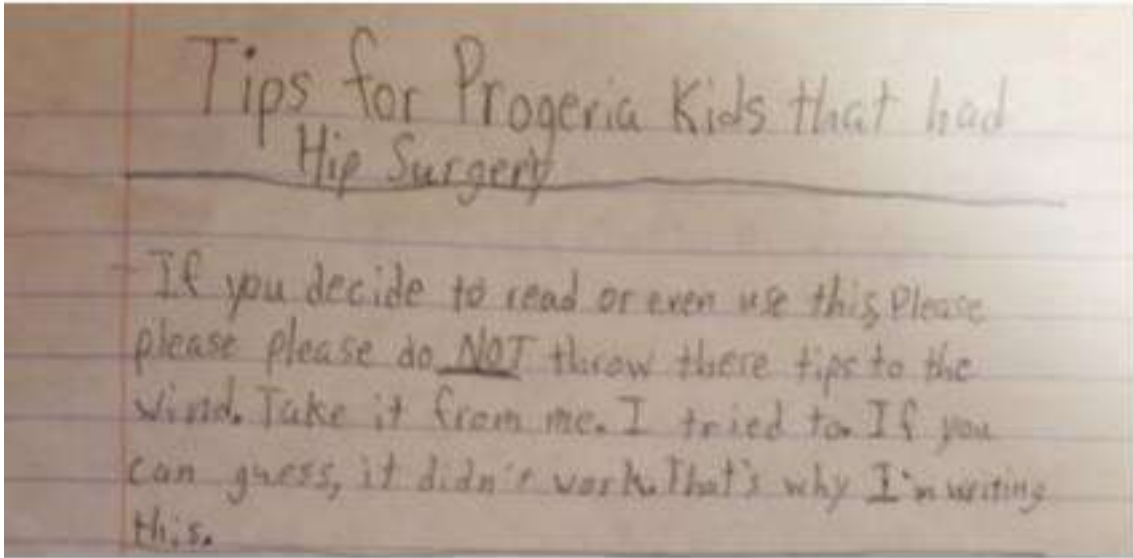 Tips for Progeria Kids that had
Hip Surgery
If you decide to read or even use this, Please
please please do NOT throw these tips to the
wind. Take it from me. I tried to. If you
can guess, it didn't work. That's why I'm writing
this.